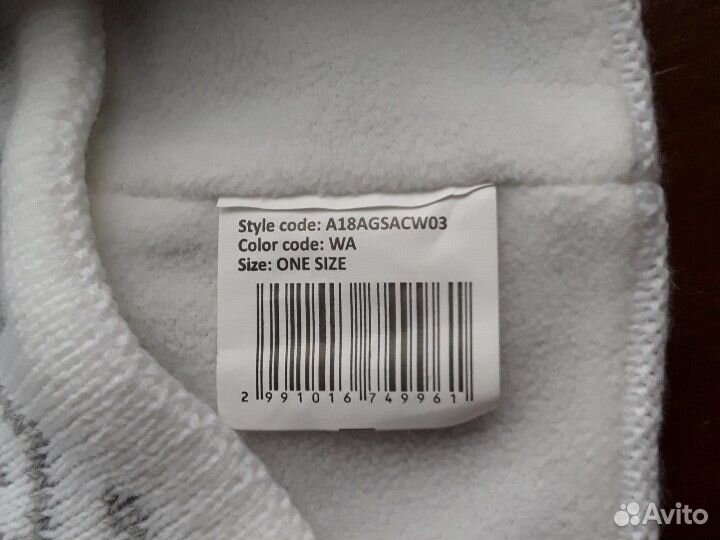 Style code: A18AGSACW03
Color code: WA
Size: ONE SIZE
2 991016 749961
Avito